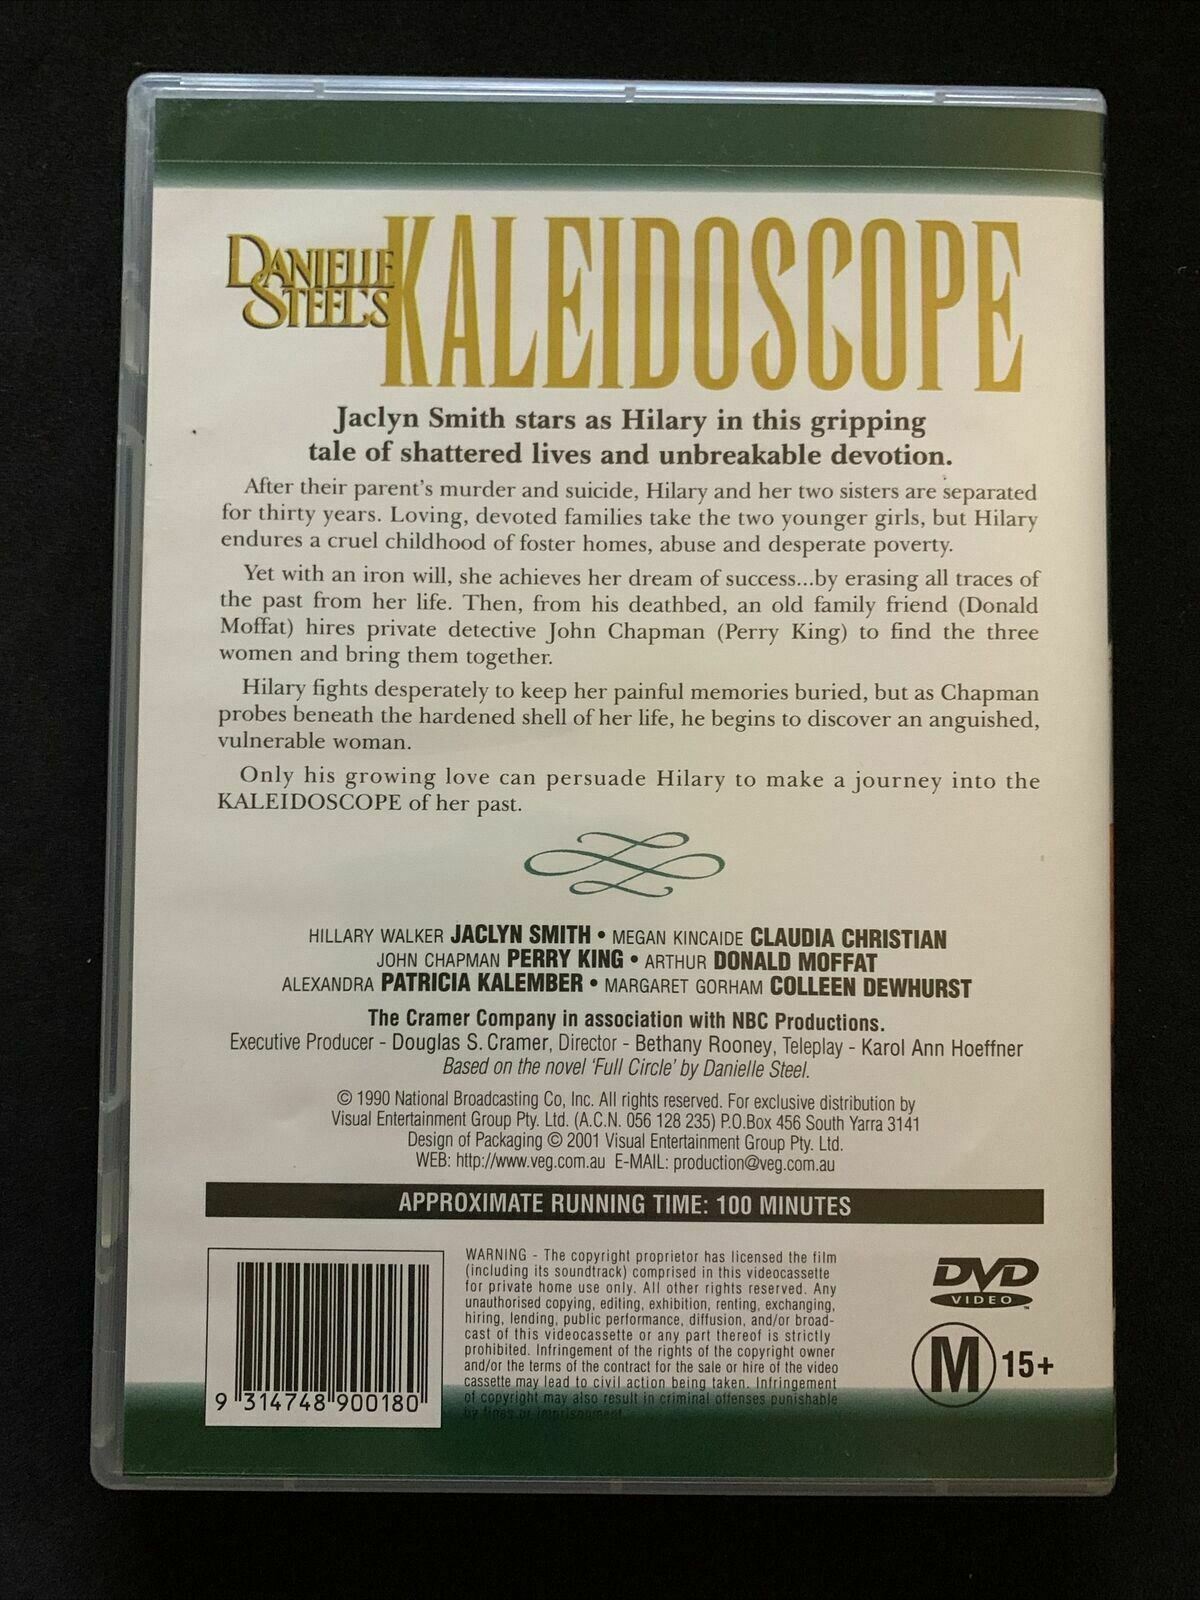 DANIELLE
STEEL'S
KALEIDOSCOPE
Jaclyn Smith stars as Hilary in this gripping
tale of shattered lives and unbreakable devotion.
After their parent's murder and suicide, Hilary and her two sisters are separated
for thirty years. Loving, devoted families take the two younger girls, but Hilary
endures a cruel childhood of foster homes, abuse and desperate poverty.
Yet with an iron will, she achieves her dream of success...by erasing all traces of
the past from her life. Then, from his deathbed, an old family friend (Donald
Moffat) hires private detective John Chapman (Perry King) to find the three
women and bring them together.
Hilary fights desperately to keep her painful memories buried, but as Chapman
probes beneath the hardened shell of her life, he begins to discover an anguished,
vulnerable woman.
Only his growing love can persuade Hilary to make a journey into the
KALEIDOSCOPE of her past.
HILLARY WALKER JACLYN SMITH • MEGAN KINCAIDE CLAUDIA CHRISTIAN
JOHN CHAPMAN PERRY KING • ARTHUR DONALD MOFFAT
ALEXANDRA PATRICIA KALEMBER • MARGARET GORHAM COLLEEN DEWHURST
The Cramer Company in association with NBC Productions.
Executive Producer - Douglas S. Cramer, Director - Bethany Rooney, Teleplay - Karol Ann Hoeffner
Based on the novel 'Full Circle' by Danielle Steel.
© 1990 National Broadcasting Co, Inc. All rights reserved. For exclusive distribution by
Visual Entertainment Group Pty. Ltd. (A.C.N. 056 128 235) P.O.Box 456 South Yarra 3141
Design of Packaging © 2001 Visual Entertainment Group Pty. Ltd.
WEB: http://www.veg.com.au E-MAIL: production@veg.com.au
APPROXIMATE RUNNING TIME: 100 MINUTES
WARNING - The copyright proprietor has licensed the film
(including its soundtrack) comprised in this videocassette
for private home use only. All other rights reserved. Any
unauthorised copying, editing, exhibition, renting, exchanging,
hiring, lending, public performance, diffusion, and/or broad-
cast of this videocassette or any part thereof is strictly
prohibited. Infringement of the rights of the copyright owner
and/or the terms of the contract for the sale or hire of the video
cassette may lead to civil action being taken. Infringement
of copyright may also result in criminal offenses punishable
by fines or imprisonment.
9 314748 900180
DVD
VIDEO
TM
M 15+